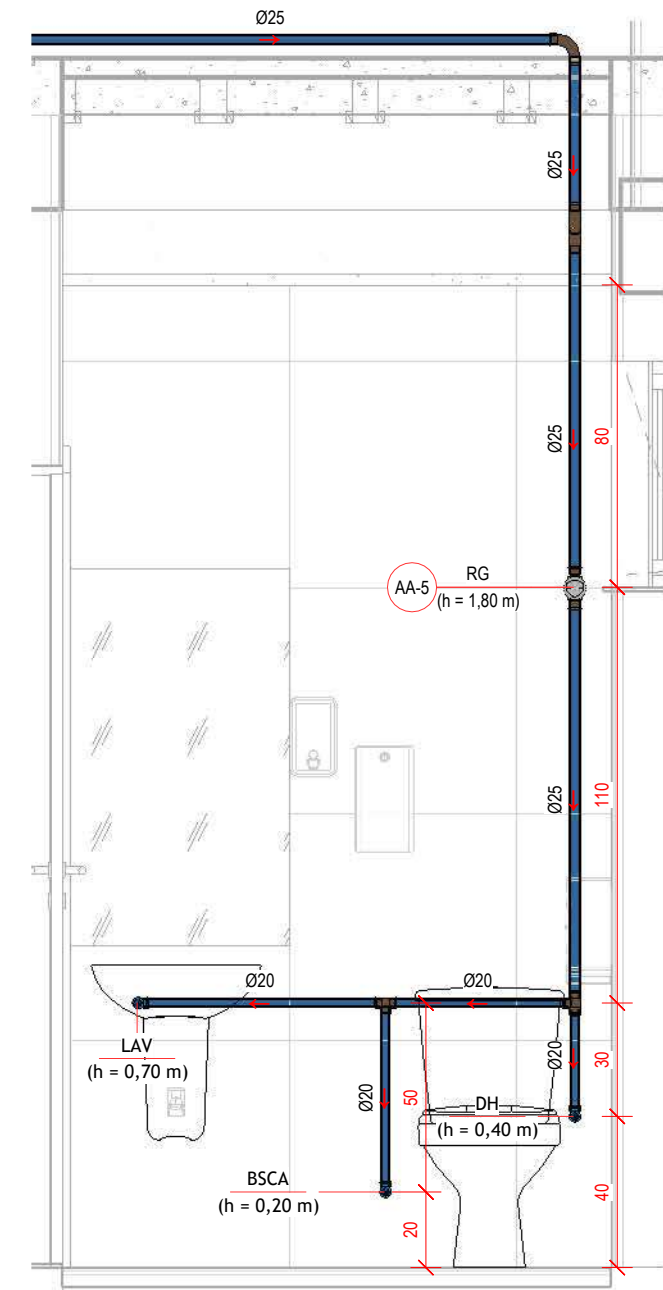 Ø25
Ø25
Ø25
80
AA-5
RG
(h = 1,80 m)
Ø25
110
Ø20
Ø20
LAV
(h = 0,70 m)
Ø20
50
Ø20
30
DH
(h = 0,40 m)
BSCA
(h = 0,20 m)
20
40